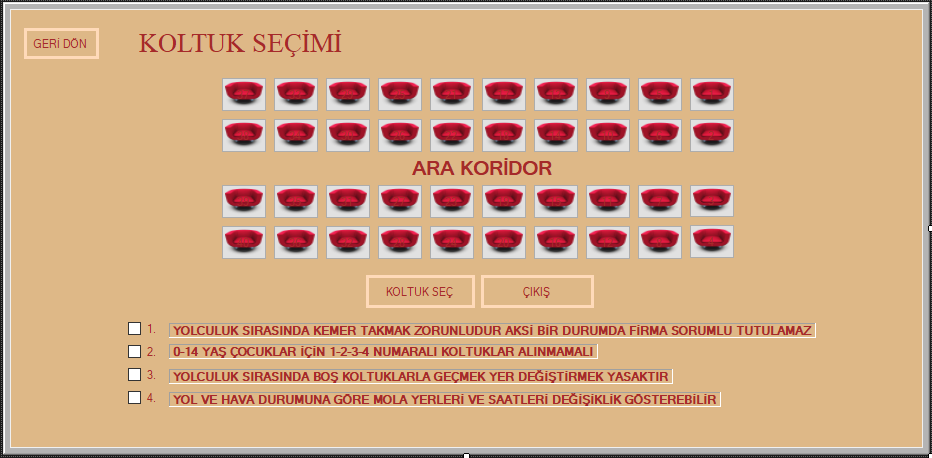 GERİ DÖN
KOLTUK SEÇİMİ
ARA KORİDOR
KOLTUK SEÇ
ÇIKIŞ
1. YOLCULUK SIRASINDA KEMER TAKMAK ZORUNLUDUR AKSİ BİR DURUMDA FİRMA SORUMLU TUTULAMAZ
2. 0-14 YAŞ ÇOCUKLAR İÇİN 1-2-3-4 NUMARALI KOLTUKLAR ALINMAMALI
3. YOLCULUK SIRASINDA BOŞ KOLTUKLARLA GEÇMEK YER DEĞİŞTİRMEK YASAKTIR
4. YOL VE HAVA DURUMUNA GÖRE MOLA YERLERİ VE SAATLERİ DEĞİŞİKLİK GÖSTEREBİLİR